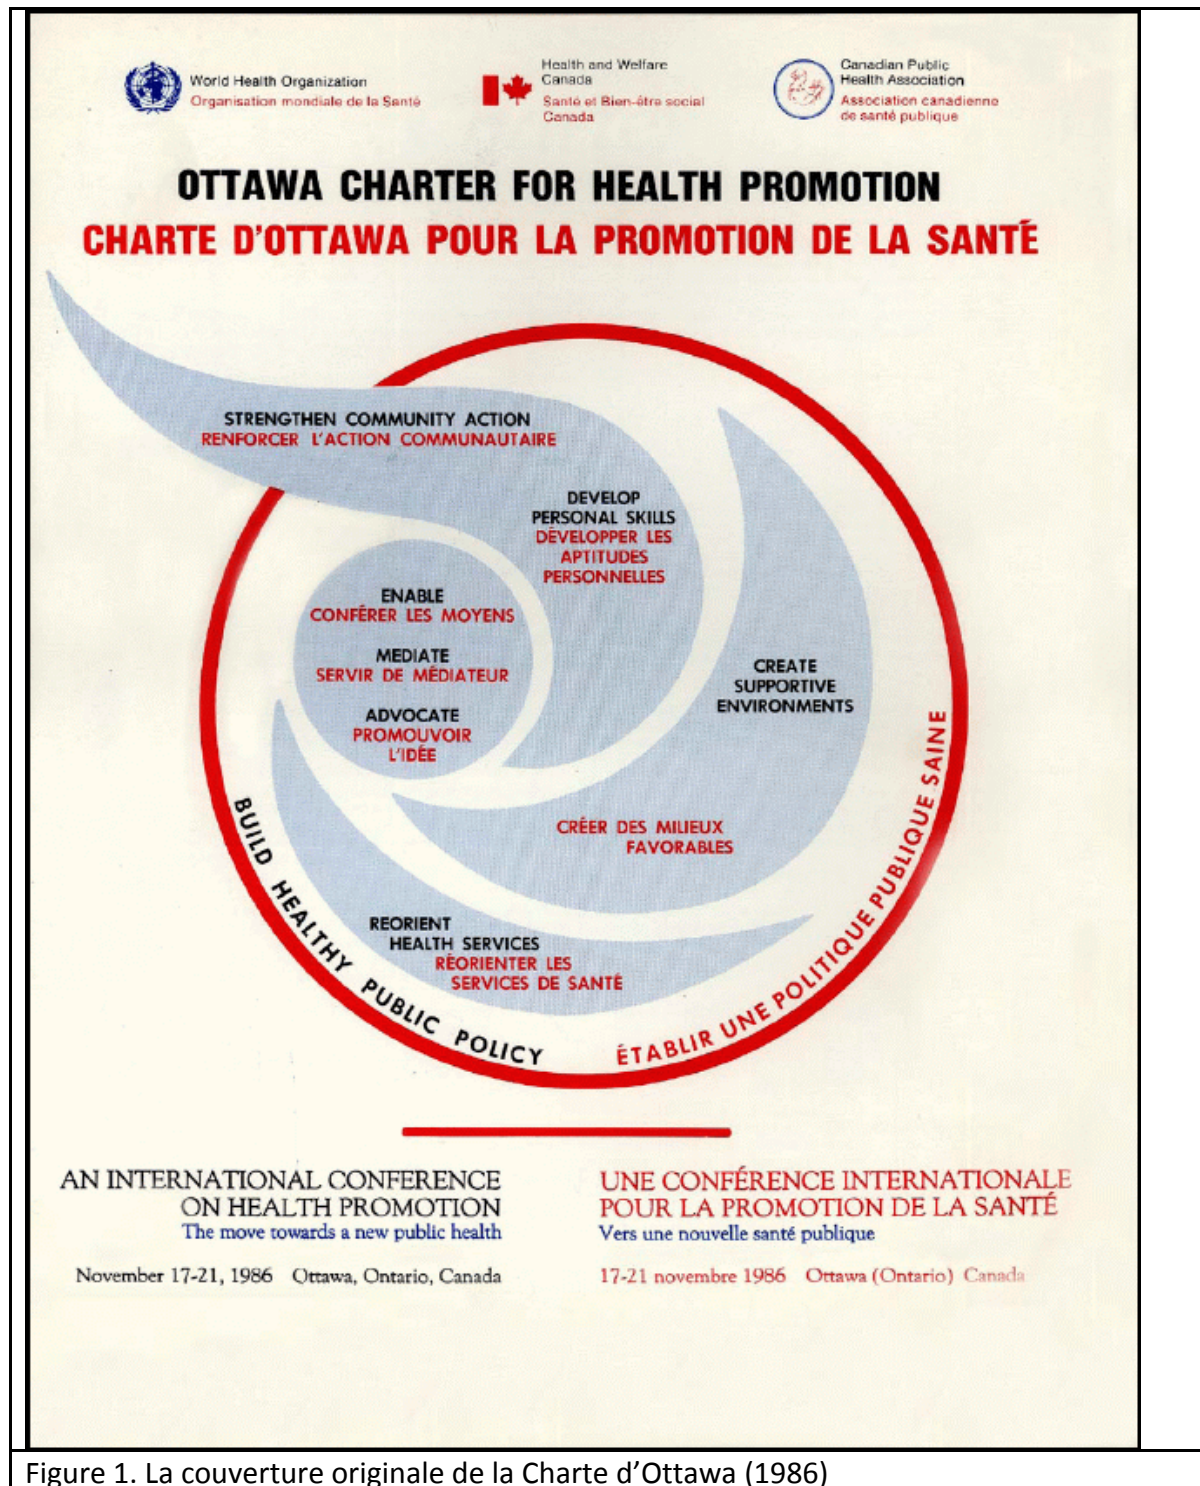 World Health Organization
Organisation mondiale de la Santé
Health and Welfare
Canada
Santé et Bien-être social
Canada
Canadian Public
Health Association
Association canadienne
de santé publique
OTTAWA CHARTER FOR HEALTH PROMOTION
CHARTE D'OTTAWA POUR LA PROMOTION DE LA SANTÉ
STRENGTHEN COMMUNITY ACTION
RENFORCER L'ACTION COMMUNAUTAIRE
DEVELOP
PERSONAL SKILLS
DÉVELOPPER LES
APTITUDES
PERSONNELLES
ENABLE
CONFÉRER LES MOYENS
MEDIATE
SERVIR DE MÉDIATEUR
ADVOCATE
PROMOUVOIR
L'IDÉE
CREATE
SUPPORTIVE
ENVIRONMENTS
CRÉER DES MILIEUX
FAVORABLES
REORIENT
HEALTH SERVICES
RÉORIENTER LES
SERVICES DE SANTÉ
BUILD HEALTHY PUBLIC POLICY
ÉTABLIR UNE POLITIQUE PUBLIQUE SAINE
AN INTERNATIONAL CONFERENCE
ON HEALTH PROMOTION
The move towards a new public health
November 17-21, 1986 Ottawa, Ontario, Canada
UNE CONFÉRENCE INTERNATIONALE
POUR LA PROMOTION DE LA SANTÉ
Vers une nouvelle santé publique
17-21 novembre 1986 Ottawa (Ontario) Canada
Figure 1. La couverture originale de la Charte d'Ottawa (1986)